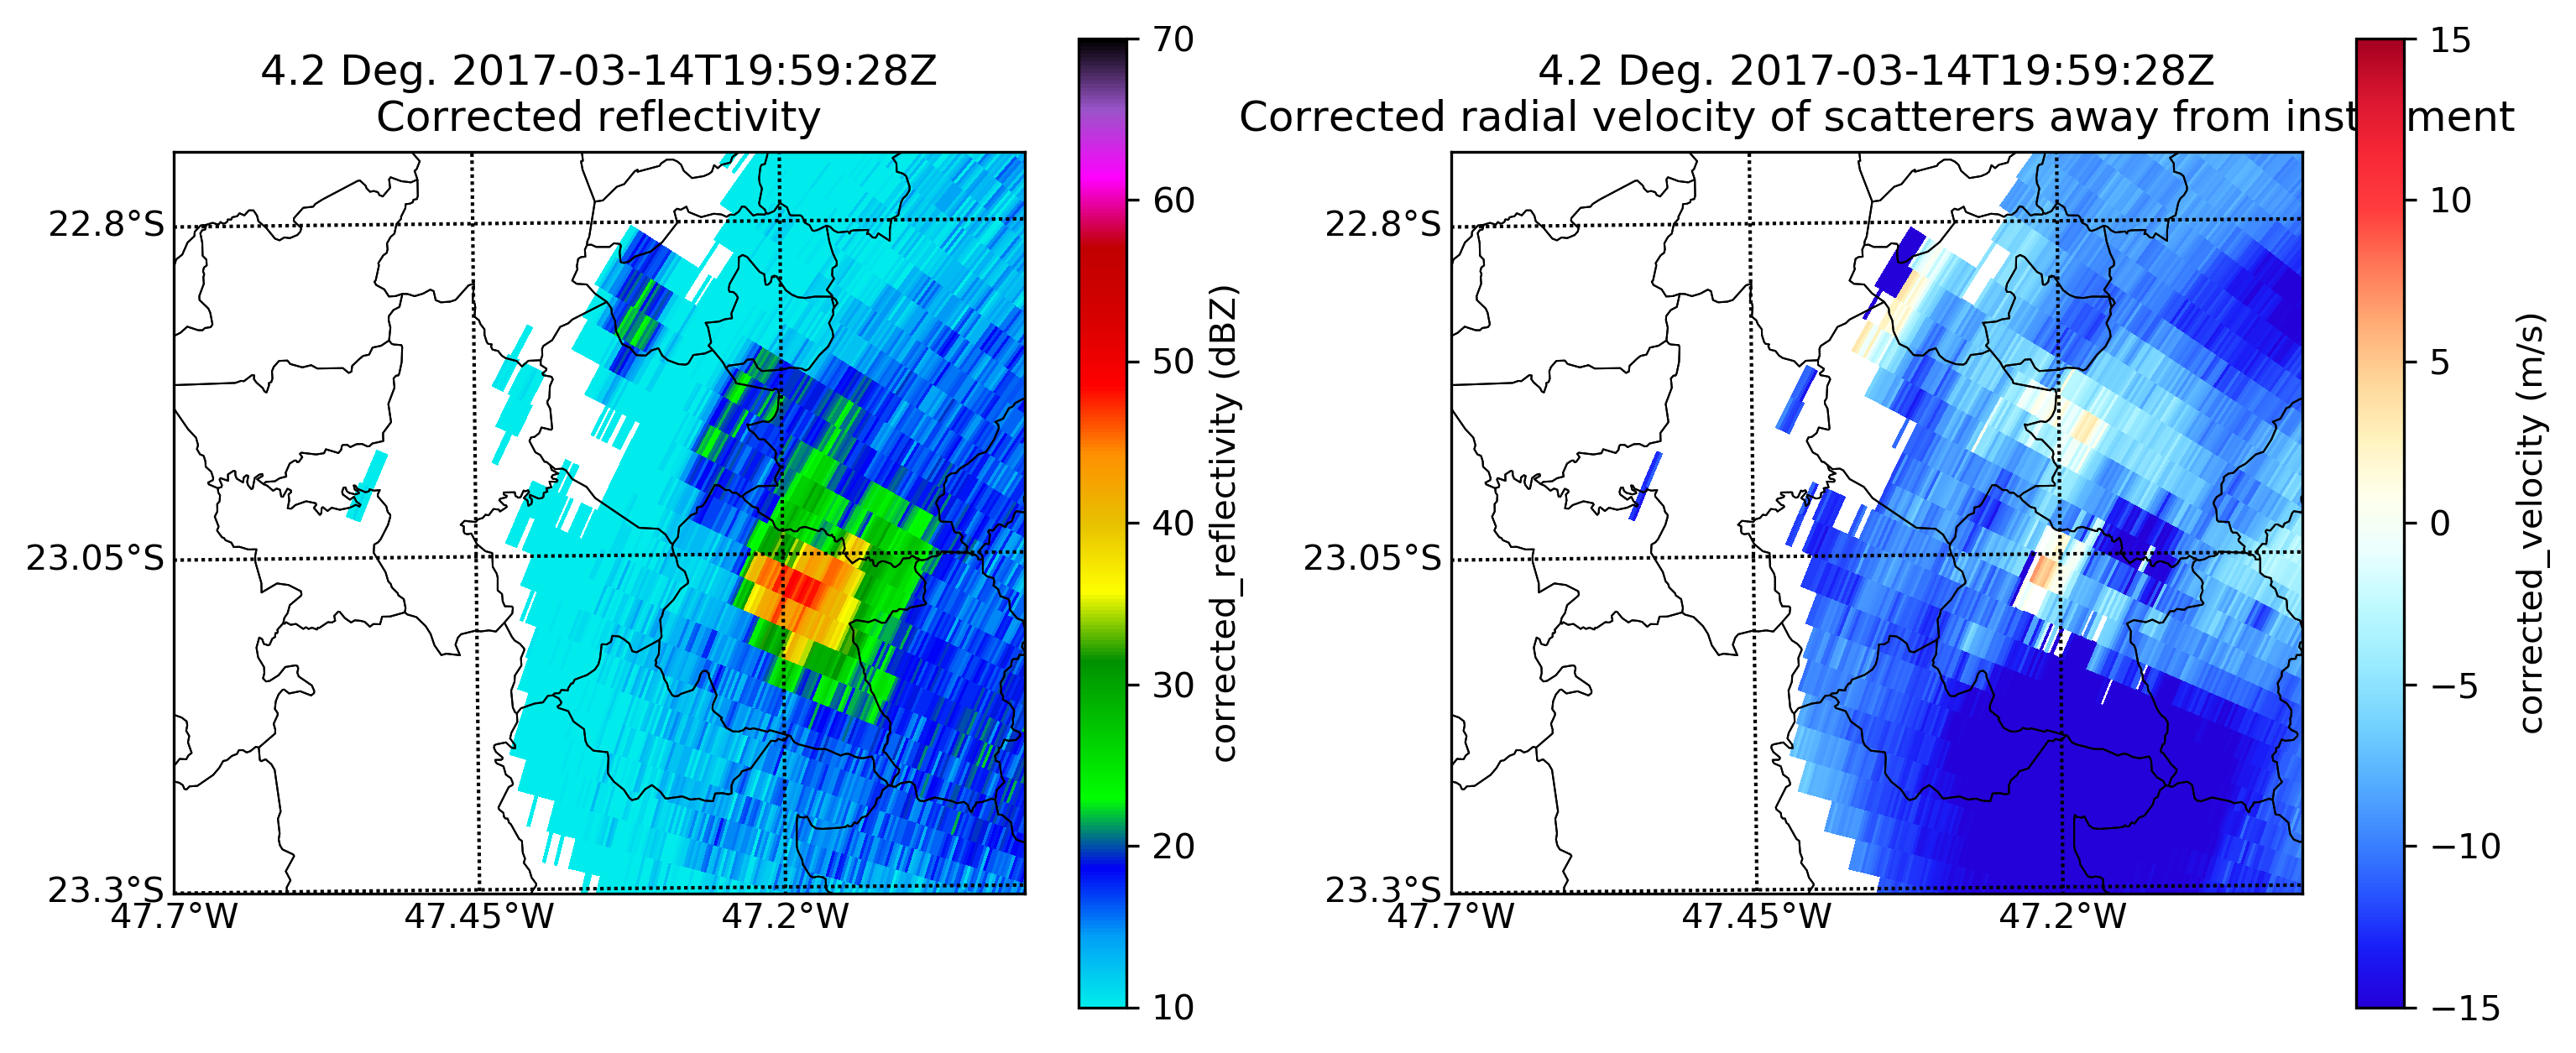 4.2 Deg. 2017-03-14T19:59:28Z
Corrected reflectivity
22.8°S
23.05°S
23.3°S
47.7°W
47.45°W
47.2°W
70
60
50
40
30
20
10
corrected_reflectivity (dBZ)
4.2 Deg. 2017-03-14T19:59:28Z
Corrected radial velocity of scatterers away from inst ment
22.8°S
23.05°S
23.3°S
47.7°W
47.45°W
47.2°W
15
10
5
0
−5
−10
−15
corrected_velocity (m/s)